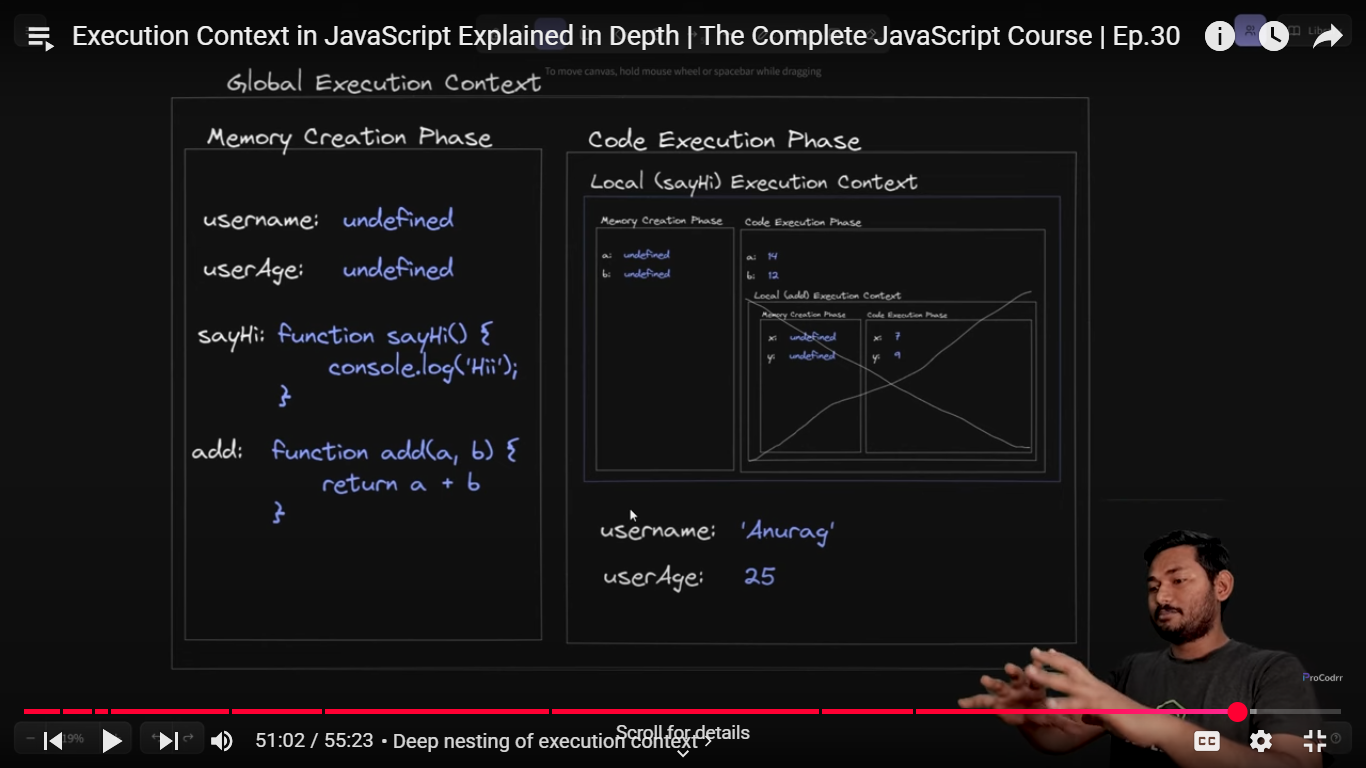 Execution Context in JavaScript Explained in Depth | The Complete JavaScript Course | Ep.30
To move canvas, hold mouse wheel or spacebar while dragging
Global Execution Context
Memory Creation Phase
username: undefined
userAge: undefined
sayHi: function sayHi() {
console.log('Hii');
}
add: function add(a, b) {
return a + b
}
Code Execution Phase
Local (sayHi) Execution Context
Memory Creation Phase
a: undefined
b: undefined
Code Execution Phase
a: 14
b: 12
Local (add) Execution Context
Memory Creation Phase
x: undefined
y: undefined
Code Execution Phase
x: 7
y: 9
username: 'Anurag'
userAge: 25
ProCodrr
Scroll for details
51:02 / 55:23 • Deep nesting of execution context ›
CC